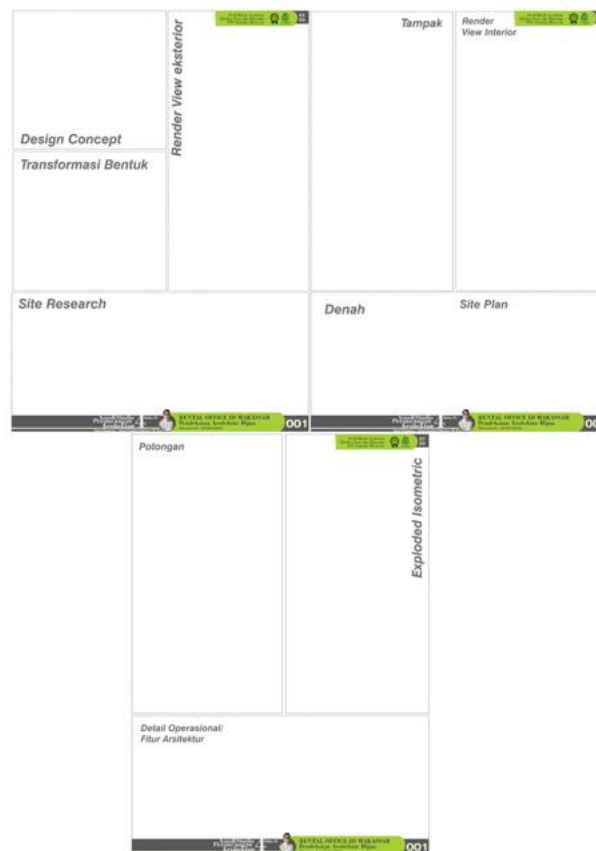 Design Concept
Transformasi Bentuk
Render View eksterior
Site Research
RENTAL OFFICE DI MAKASSAR
Pendekatan Arsitektur Hijau
001
Tampak
Render
View Interior
Denah
Site Plan
RENTAL OFFICE DI MAKASSAR
Pendekatan Arsitektur Hijau
Potongan
Exploded Isometric
Detail Operasional/
Fitur Arsitektur
RENTAL OFFICE DI MAKASSAR
Pendekatan Arsitektur Hijau
001